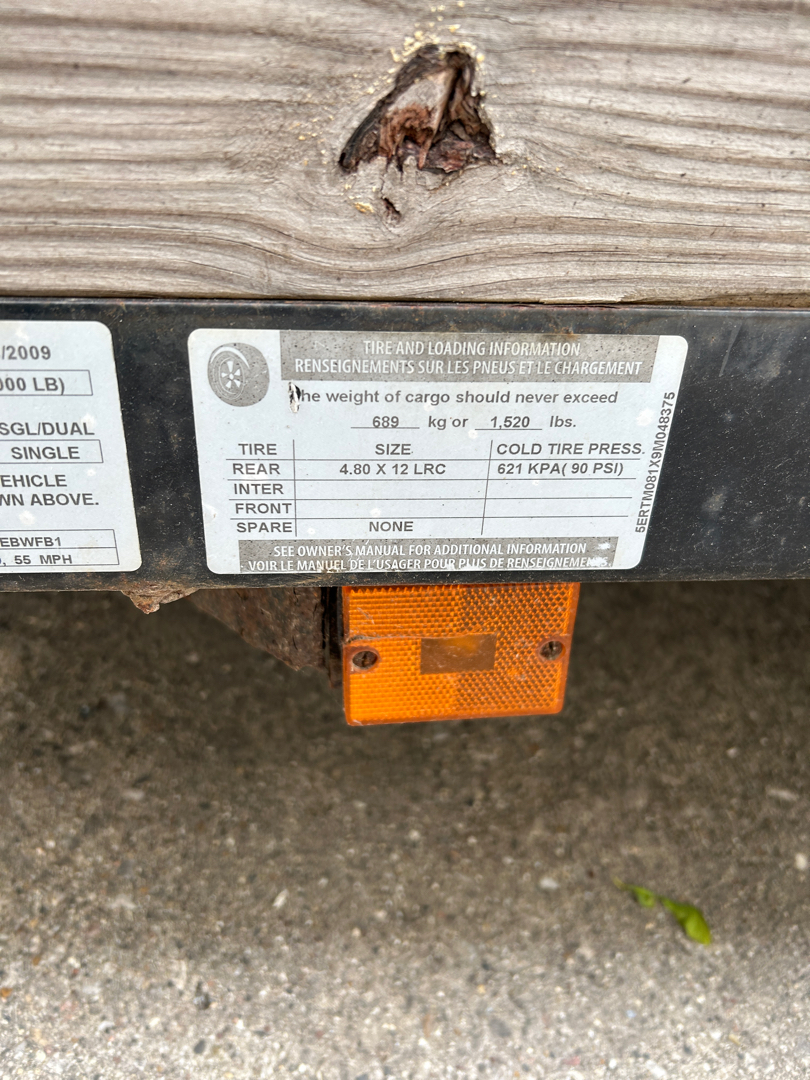 /2009
000 LB)
SGL/DUAL
SINGLE
EHICLE
WN ABOVE.
EBWFB1
, 55 MPH
TIRE AND LOADING INFORMATION
RENSEIGNEMENTS SUR LES PNEUS ET LE CHARGEMENT
he weight of cargo should never exceed
689 kg or 1,520 lbs.
TIRE SIZE COLD TIRE PRESS.
REAR 4.80 X 12 LRC 621 KPA( 90 PSI)
INTER
FRONT
SPARE NONE
SEE OWNER'S MANUAL FOR ADDITIONAL INFORMATION
VOIR LE MANUEL DE L'USAGER POUR PLUS DE RENSEIGNEMENTS.
5ERTM081X9M048375